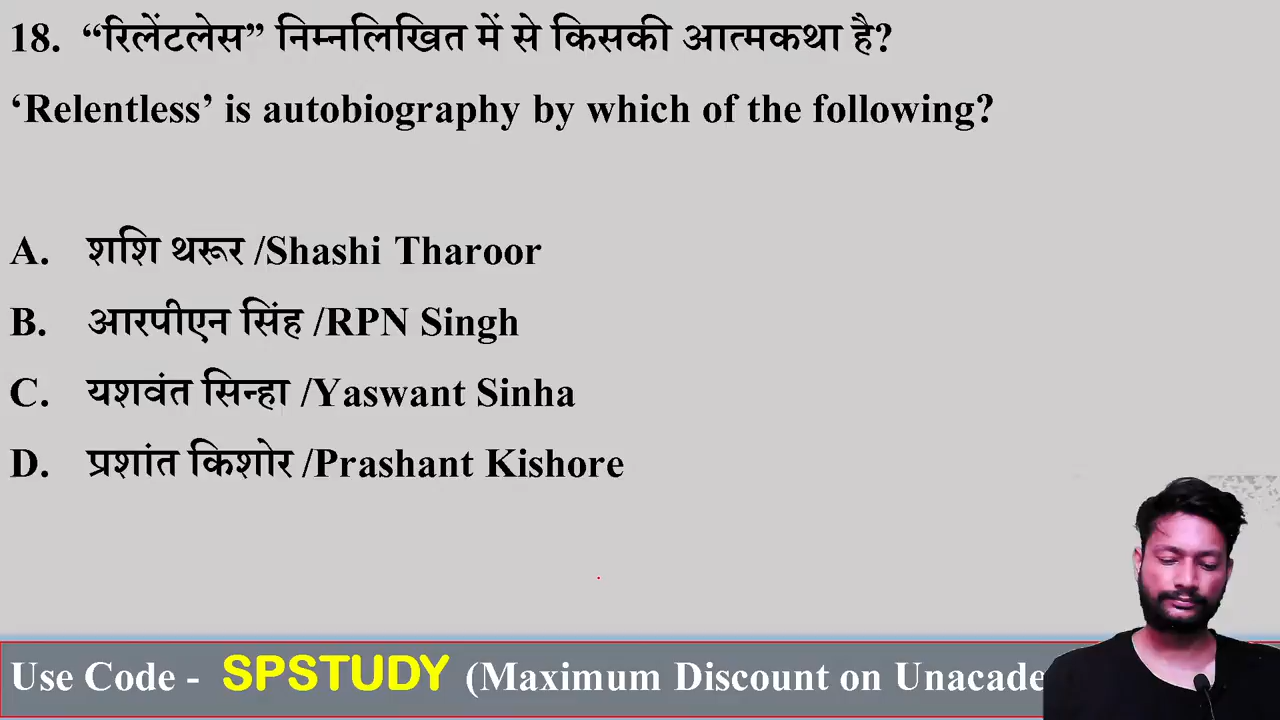 18. “रिलेंटलेस” निम्नलिखित में से किसकी आत्मकथा है?
‘Relentless’ is autobiography by which of the following?
A. शशि थरूर /Shashi Tharoor
B. आरपीएन सिंह /RPN Singh
C. यशवंत सिन्हा /Yaswant Sinha
D. प्रशांत किशोर /Prashant Kishore
Use Code - SPSTUDY (Maximum Discount on Unacade